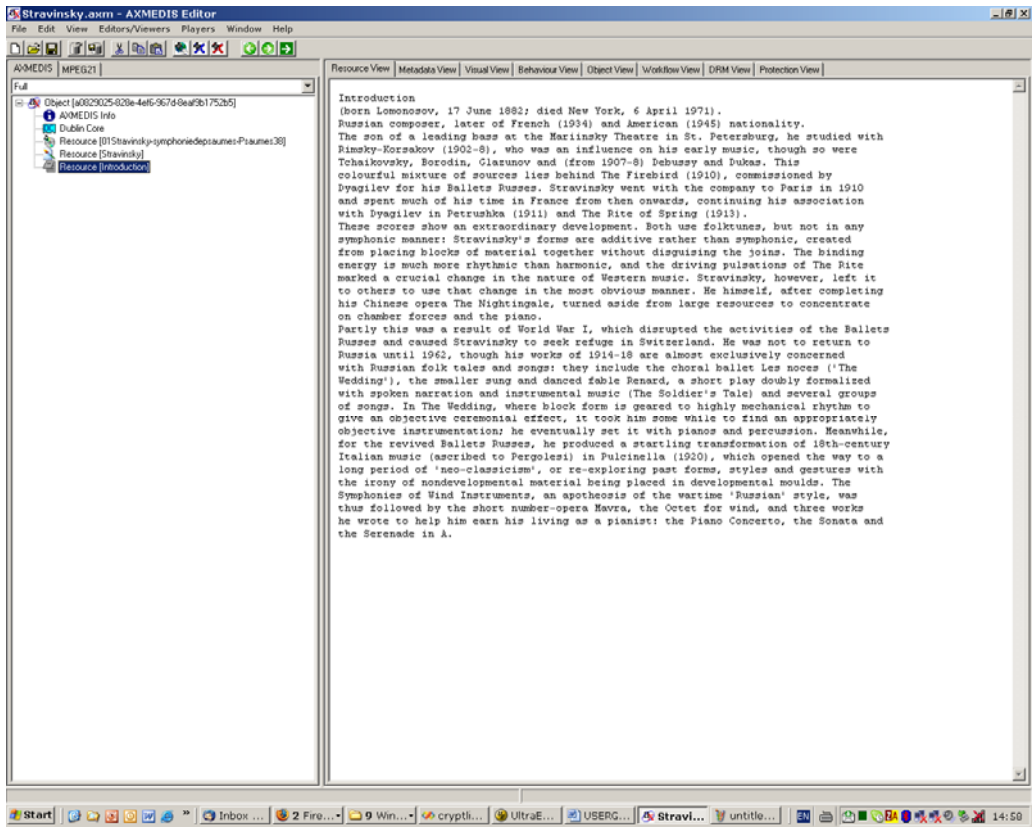 Stravinsky.axm - AXMEDIS Editor
File Edit View Editors/Viewers Players Window Help
AXMEDIS MPEG21
Full
Object [a0829025-828e-4ef6-967d-8eaf9b1752b5]
AXMEDIS Info
Dublin Core
Resource [01Stravinsky-symphoniedepsaumes-Psaumes38]
Resource [Stravinsky]
Resource [Introduction]
Resource View Metadata View Visual View Behaviour View Object View Workflow View DRM View Protection View
Introduction
(born Lomonosov, 17 June 1882; died New York, 6 April 1971).
Russian composer, later of French (1934) and American (1945) nationality.
The son of a leading bass at the Mariinsky Theatre in St. Petersburg, he studied with
Rimsky-Korsakov (1902-8), who was an influence on his early music, though so were
Tchaikovsky, Borodin, Glazunov and (from 1907-8) Debussy and Dukas. This
colourful mixture of sources lies behind The Firebird (1910), commissioned by
Dyagilev for his Ballets Russes. Stravinsky went with the company to Paris in 1910
and spent much of his time in France from then onwards, continuing his association
with Dyagilev in Petrushka (1911) and The Rite of Spring (1913).
These scores show an extraordinary development. Both use folktunes, but not in any
symphonic manner: Stravinsky's forms are additive rather than symphonic, created
from placing blocks of material together without disguising the joins. The binding
energy is much more rhythmic than harmonic, and the driving pulsations of The Rite
marked a crucial change in the nature of Western music. Stravinsky, however, left it
to others to use that change in the most obvious manner. He himself, after completing
his Chinese opera The Nightingale, turned aside from large resources to concentrate
on chamber forces and the piano.
Partly this was a result of World War I, which disrupted the activities of the Ballets
Russes and caused Stravinsky to seek refuge in Switzerland. He was not to return to
Russia until 1962, though his works of 1914-18 are almost exclusively concerned
with Russian folk tales and songs: they include the choral ballet Les noces ('The
Wedding'), the smaller sung and danced fable Renard, a short play doubly formalized
with spoken narration and instrumental music (The Soldier's Tale) and several groups
of songs. In The Wedding, where block form is geared to highly mechanical rhythm to
give an objective ceremonial effect, it took him some while to find an appropriately
objective instrumentation; he eventually set it with pianos and percussion. Meanwhile,
for the revived Ballets Russes, he produced a startling transformation of 18th-century
Italian music (ascribed to Pergolesi) in Pulcinella (1920), which opened the way to a
long period of 'neo-classicism', or re-exploring past forms, styles and gestures with
the irony of nondevelopmental material being placed in developmental moulds. The
Symphonies of Wind Instruments, an apotheosis of the wartime 'Russian' style, was
thus followed by the short number-opera Mavra, the Octet for wind, and three works
he wrote to help him earn his living as a pianist: the Piano Concerto, the Sonata and
the Serenade in A.
Start Inbox ... 2 Fire... 9 Win... cryptli... UltraE... USERG... Stravi... untitle... EN 14:58